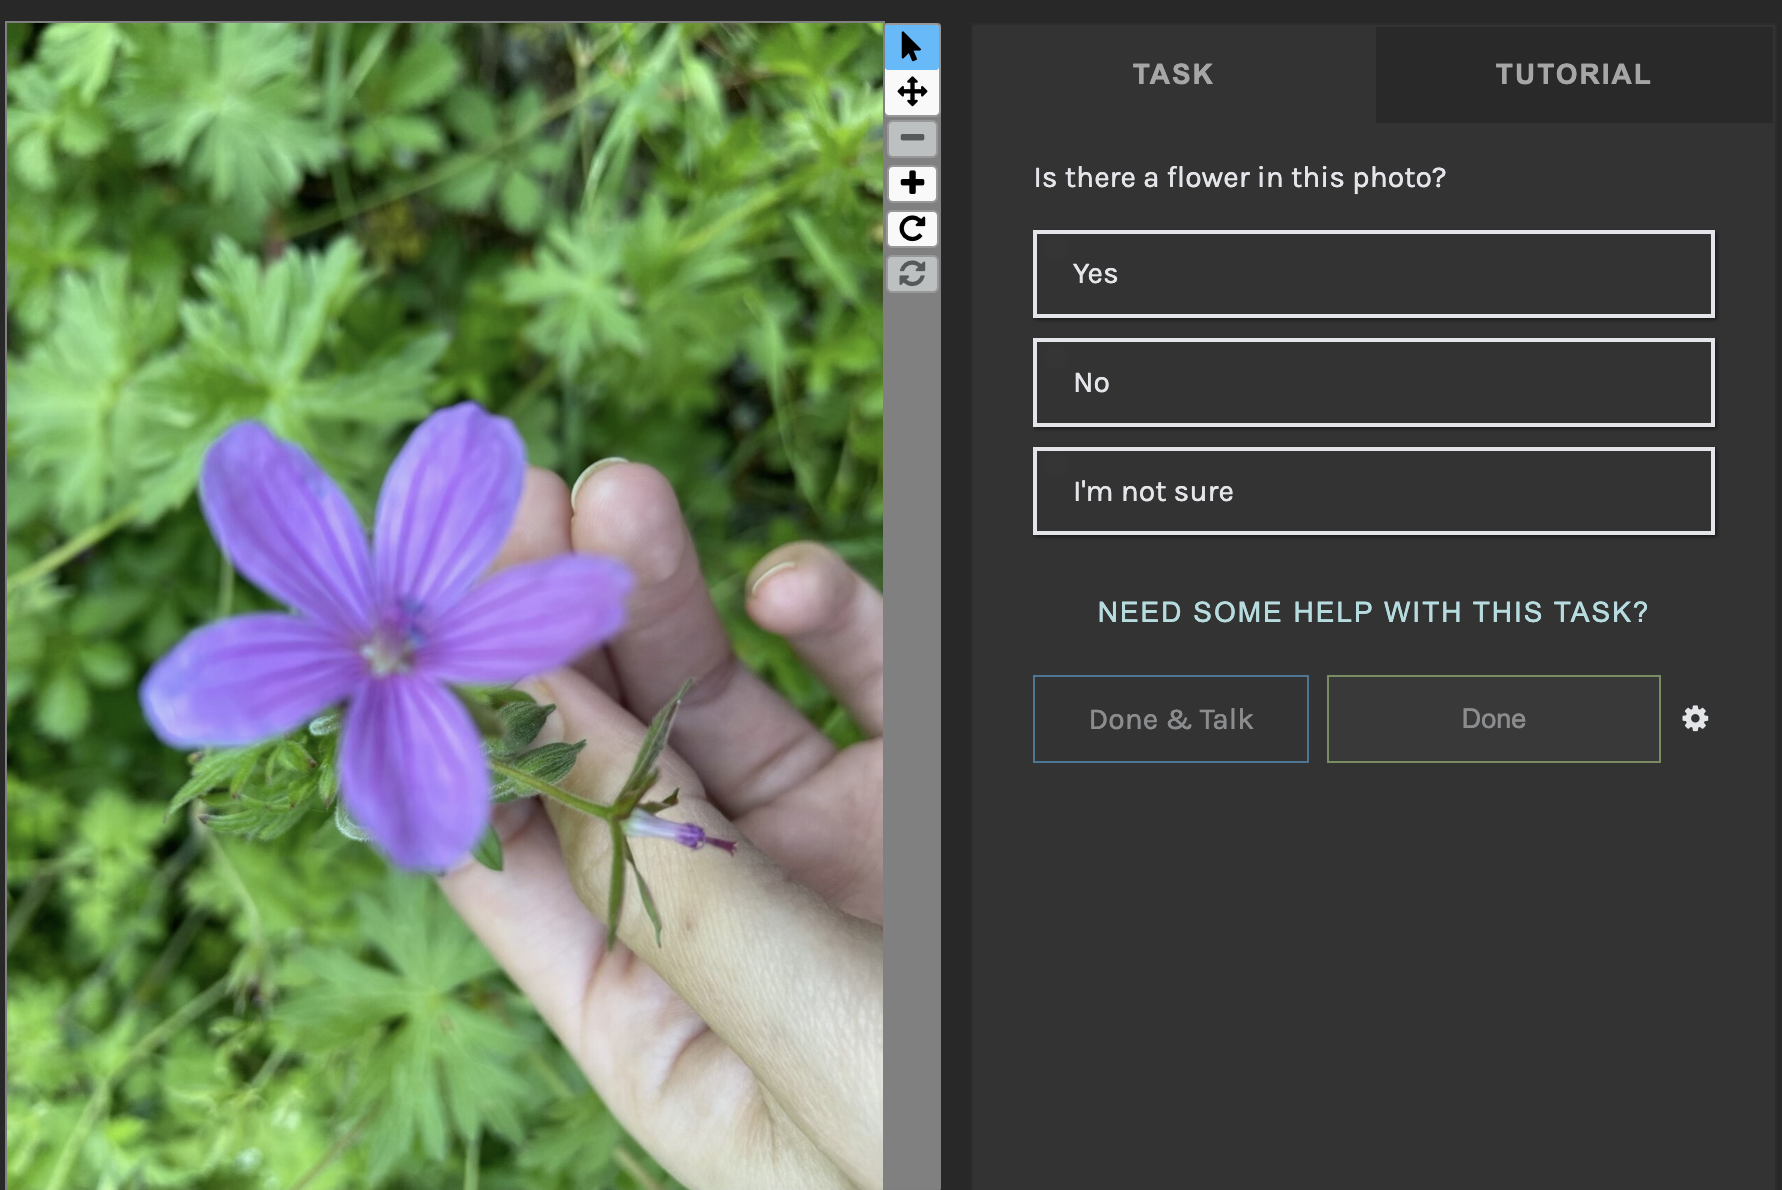 TASK
TUTORIAL
Is there a flower in this photo?
Yes
No
I'm not sure
NEED SOME HELP WITH THIS TASK?
Done & Talk
Done